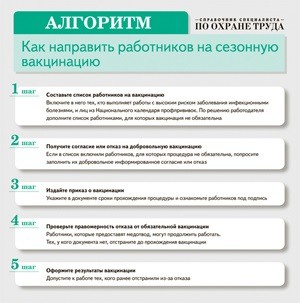 АЛГОРИТМ
СПРАВОЧНИК СПЕЦИАЛИСТА
ПО ОХРАНЕ ТРУДА
Как направить работников на сезонную
вакцинацию
1 шаг
Составьте список работников на вакцинацию
Включите в него тех, кто выполняет работы с высоким риском заболевания инфекционными
болезнями, и лиц из Национального календаря профпрививок. По решению работодателя
дополните список работниками, для которых вакцинация не обязательна
2 шаг
Получите согласие или отказ на добровольную вакцинацию
Если в список включили работников, для которых процедура не обязательна, попросите
заполнить их добровольное информированное согласие или отказ
3 шаг
Издайте приказ о вакцинации
Укажите в документе сроки прохождения процедуры и ознакомьте работников под подпись
4 шаг
Проверьте правомерность отказа от обязательной вакцинации
Работники, которые предоставят медотвод, могут продолжать работать.
Тех, у кого документа нет, отстраните до прохождения вакцинации
5 шаг
Оформите результаты вакцинации
Допустите к работе тех, кого ранее отстранили из-за отказа